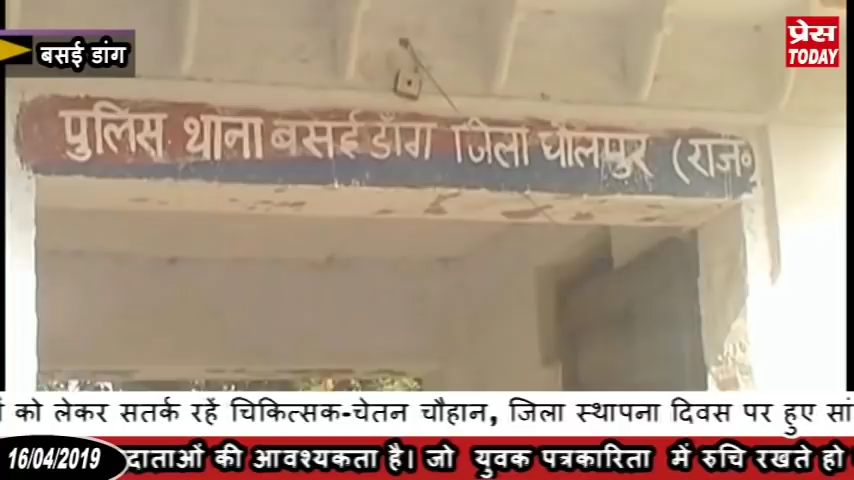 प्रेस
TODAY
बसई डांग
पुलिस थाना बसई डाँग जिला धौलपुर (राज०)
को लेकर सतर्क रहें चिकित्सक-चेतन चौहान, जिला स्थापना दिवस पर हुए सां
16/04/2019 दाताओं की आवश्यकता है। जो युवक पत्रकारिता में रुचि रखते हो